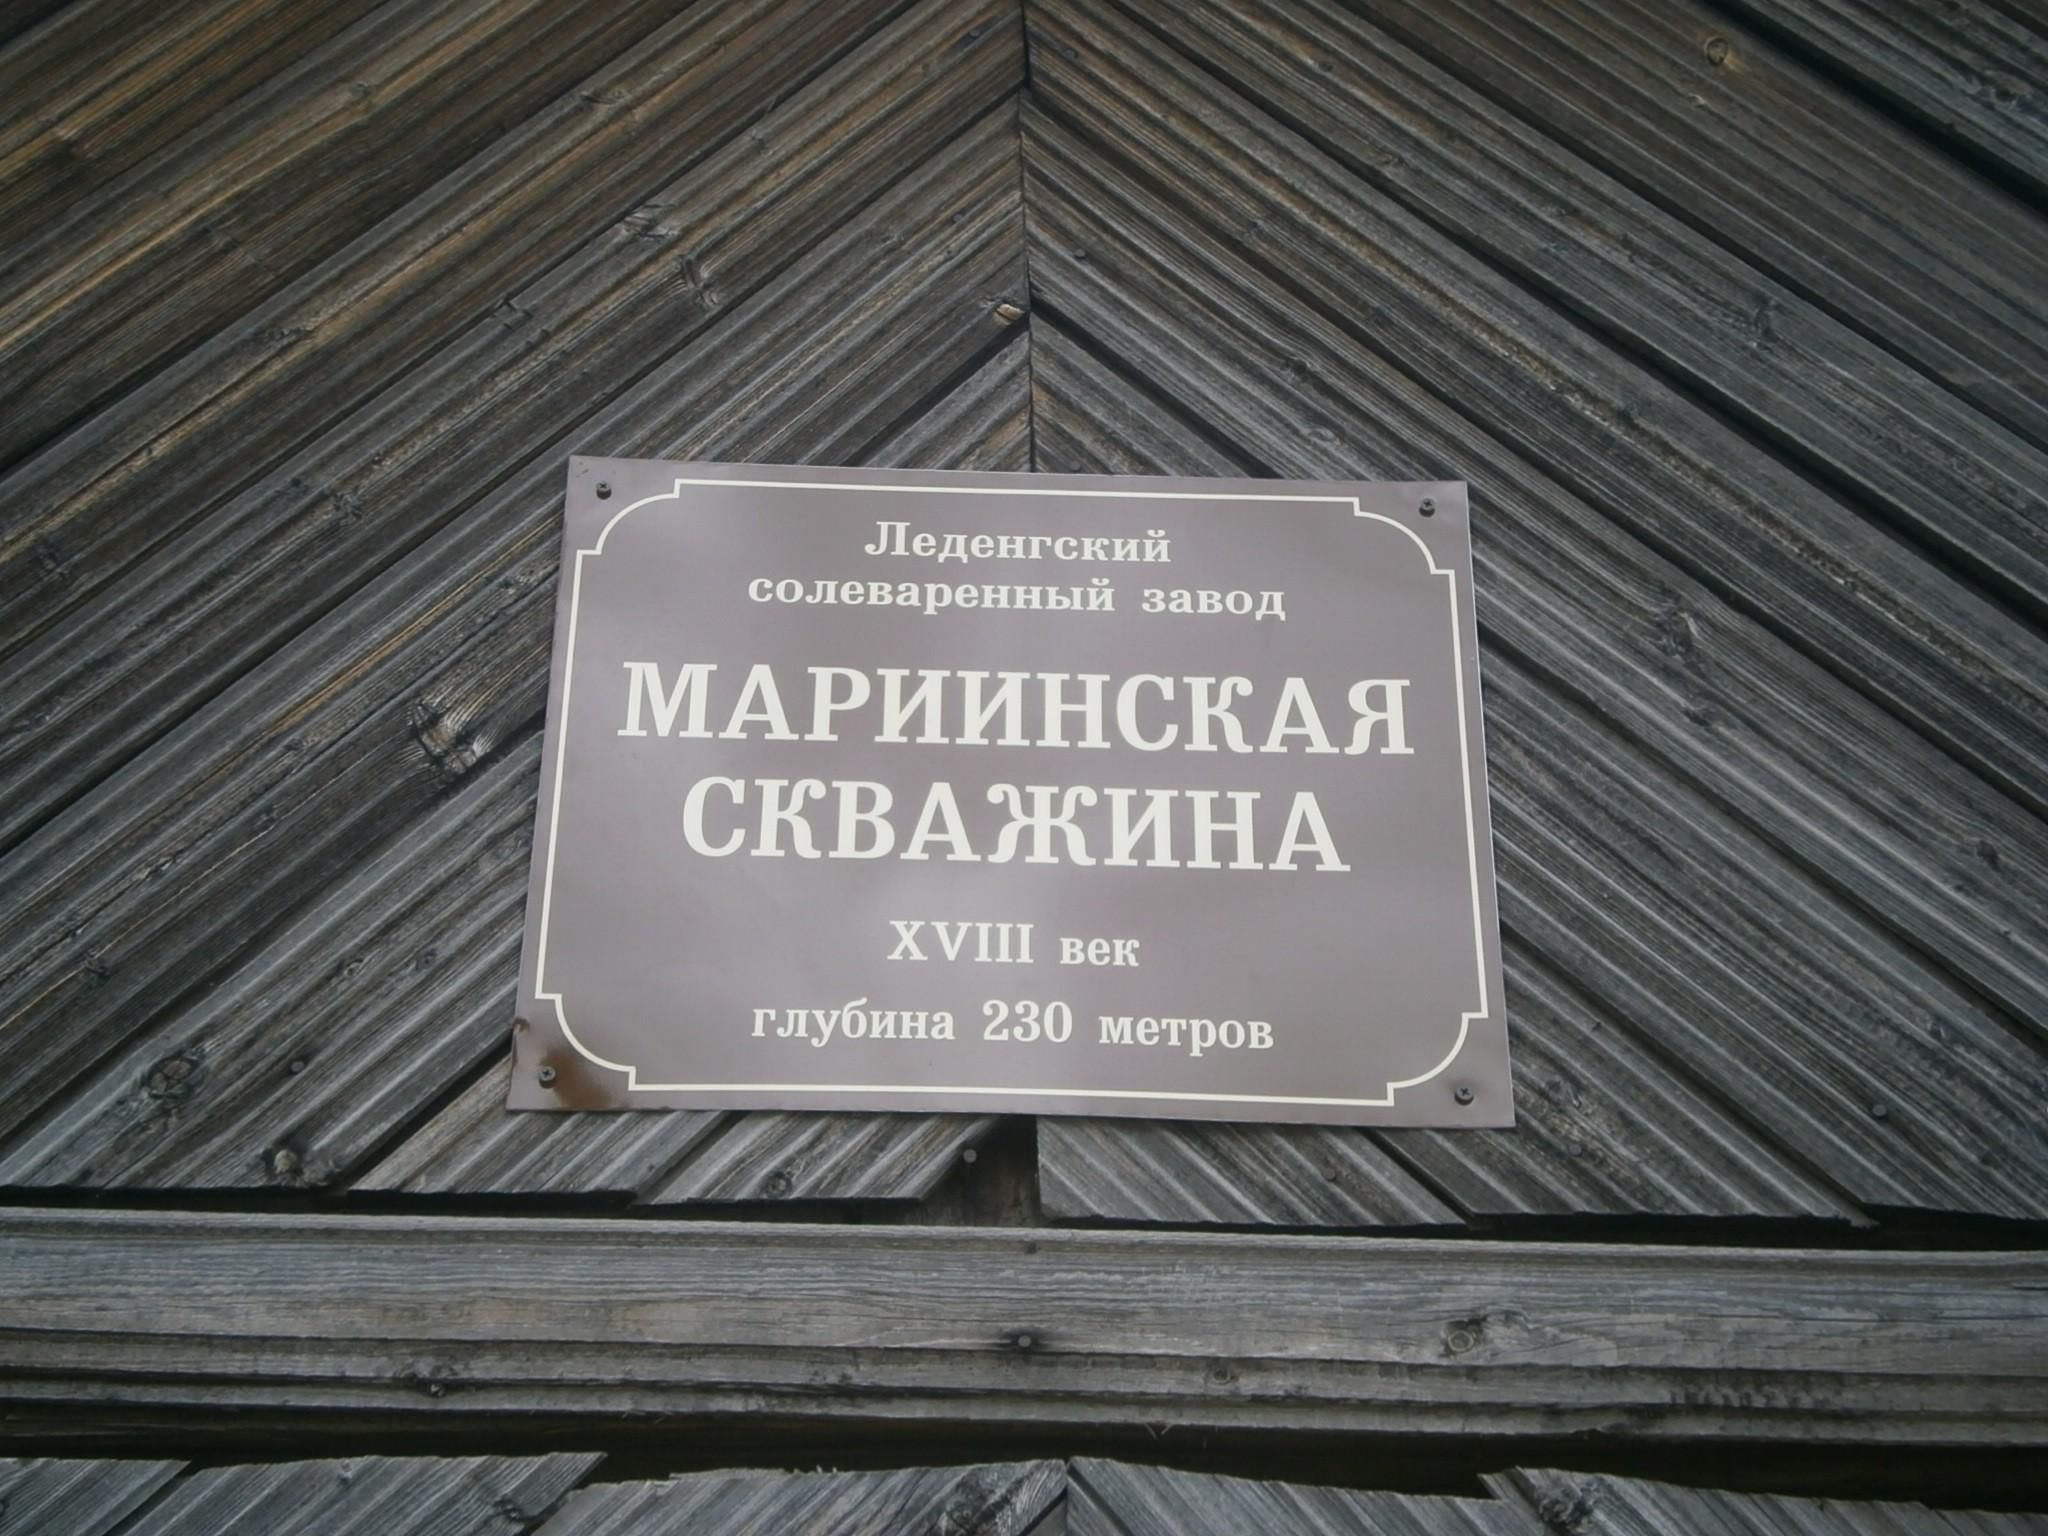 Леденгский
солеваренный завод
МАРИИНСКАЯ
СКВАЖИНА
XVIII век
глубина 230 метров